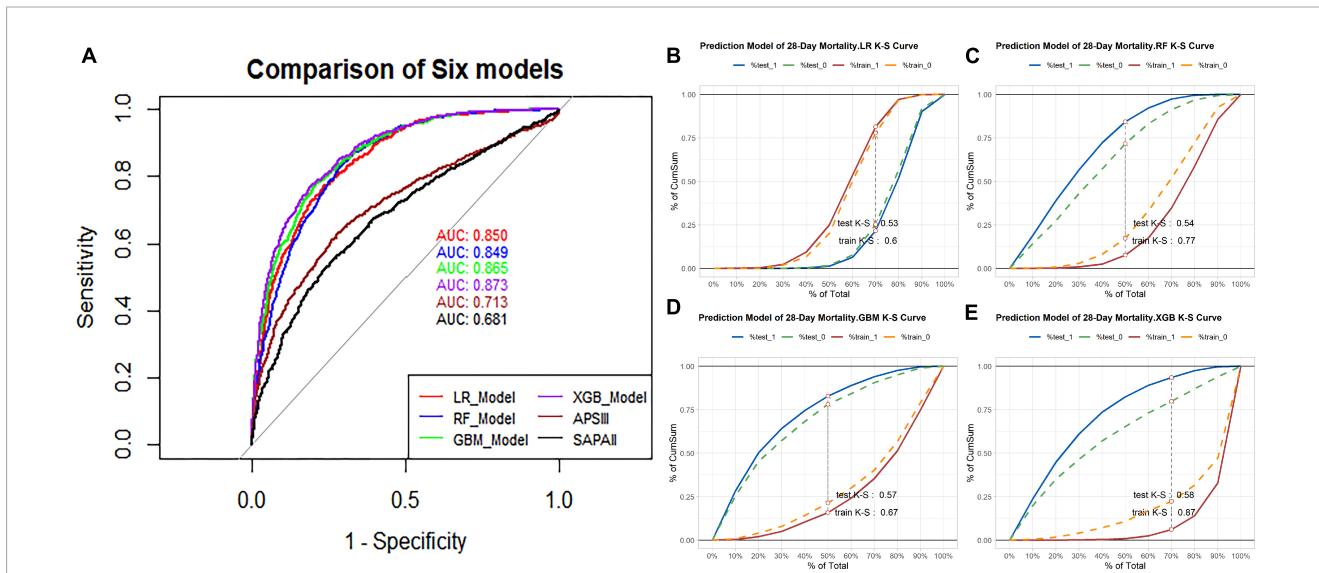 A
Comparison of Six models
Sensitivity
1.0
0.8
0.6
0.4
0.2
0.0
AUC: 0.850
AUC: 0.849
AUC: 0.865
AUC: 0.873
AUC: 0.713
AUC: 0.681
LR_Model
RF_Model
GBM_Model
XGB_Model
APSIII
SAPAII
0.0 0.5 1.0
1 - Specificity
B
Prediction Model of 28-Day Mortality.LR K-S Curve
%test_1 %test_0 %train_1 %train_0
% of CumSum
1.00
0.75
0.50
0.25
0.00
test K-S : 0.53
train K-S : 0.6
0% 10% 20% 30% 40% 50% 60% 70% 80% 90% 100%
% of Total
C
Prediction Model of 28-Day Mortality.RF K-S Curve
%test_1 %test_0 %train_1 %train_0
% of CumSum
1.00
0.75
0.50
0.25
0.00
test K-S : 0.54
train K-S : 0.77
0% 10% 20% 30% 40% 50% 60% 70% 80% 90% 100%
% of Total
D
Prediction Model of 28-Day Mortality.GBM K-S Curve
%test_1 %test_0 %train_1 %train_0
% of CumSum
1.00
0.75
0.50
0.25
0.00
test K-S : 0.57
train K-S : 0.67
0% 10% 20% 30% 40% 50% 60% 70% 80% 90% 100%
% of Total
E
Prediction Model of 28-Day Mortality.XGB K-S Curve
%test_1 %test_0 %train_1 %train_0
% of CumSum
1.00
0.75
0.50
0.25
0.00
test K-S : 0.58
train K-S : 0.87
0% 10% 20% 30% 40% 50% 60% 70% 80% 90% 100%
% of Total